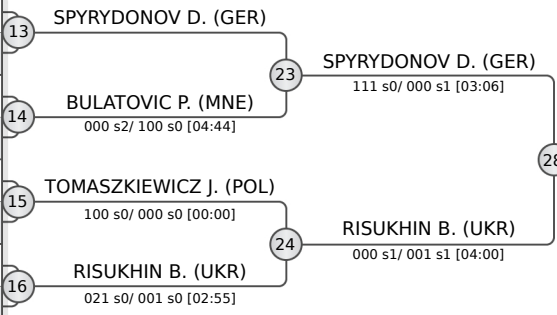 SPYRYDONOV D. (GER)
13
SPYRYDONOV D. (GER)
23
111 s0/ 000 s1 [03:06]
BULATOVIC P. (MNE)
14
000 s2/ 100 s0 [04:44]
28
TOMASZKIEWICZ J. (POL)
15
100 s0/ 000 s0 [00:00]
RISUKHIN B. (UKR)
24
000 s1/ 001 s1 [04:00]
RISUKHIN B. (UKR)
16
021 s0/ 001 s0 [02:55]